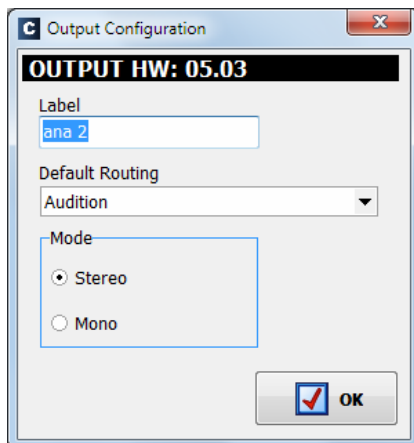 C Output Configuration
OUTPUT HW: 05.03
Label
ana 2
Default Routing
Audition
Mode
Stereo
Mono
OK